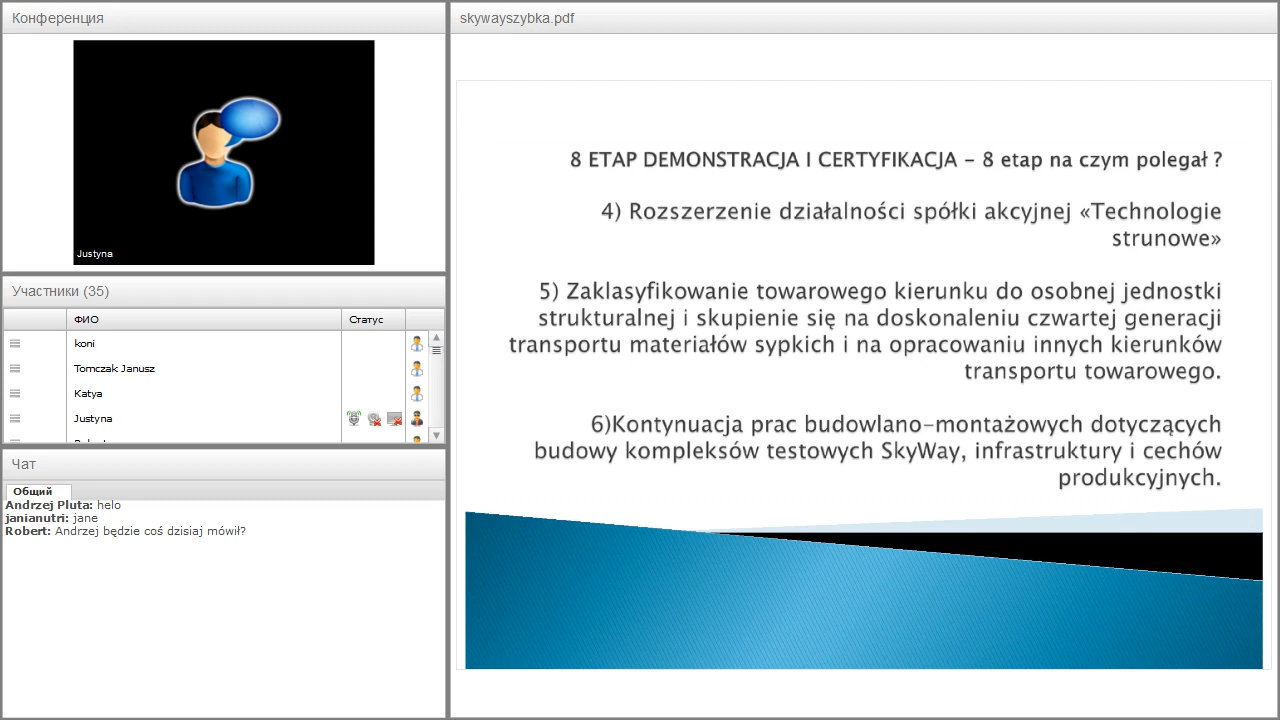 Конференция
Justyna
Участники (35)
ФИО
Статус
koni
Tomczak Janusz
Katya
Justyna
Чат
Общий
Andrzej Pluta: helo
janianutri: jane
Robert: Andrzej będzie coś dzisiaj mówił?
skywayszybka.pdf
8 ETAP DEMONSTRACJA I CERTYFIKACJA – 8 etap na czym polegał ?
4) Rozszerzenie działalności spółki akcyjnej «Technologie
strunowe»
5) Zaklasyfikowanie towarowego kierunku do osobnej jednostki
strukturalnej i skupienie się na doskonaleniu czwartej generacji
transportu materiałów sypkich i na opracowaniu innych kierunków
transportu towarowego.
6)Kontynuacja prac budowlano-montażowych dotyczących
budowy kompleksów testowych SkyWay, infrastruktury i cechów
produkcyjnych.